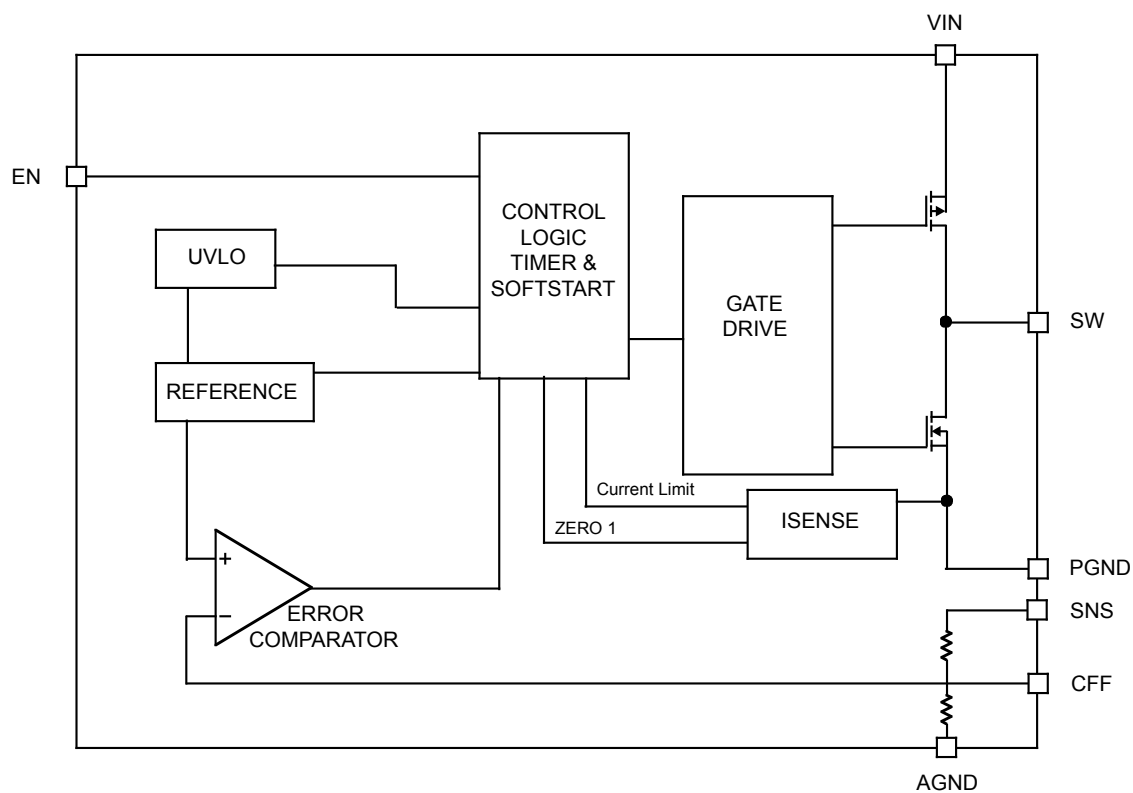 VIN
EN
CONTROL
LOGIC
TIMER &
SOFTSTART
UVLO
GATE
DRIVE
SW
REFERENCE
Current Limit
ISENSE
ZERO 1
+
−
ERROR
COMPARATOR
PGND
SNS
CFF
AGND